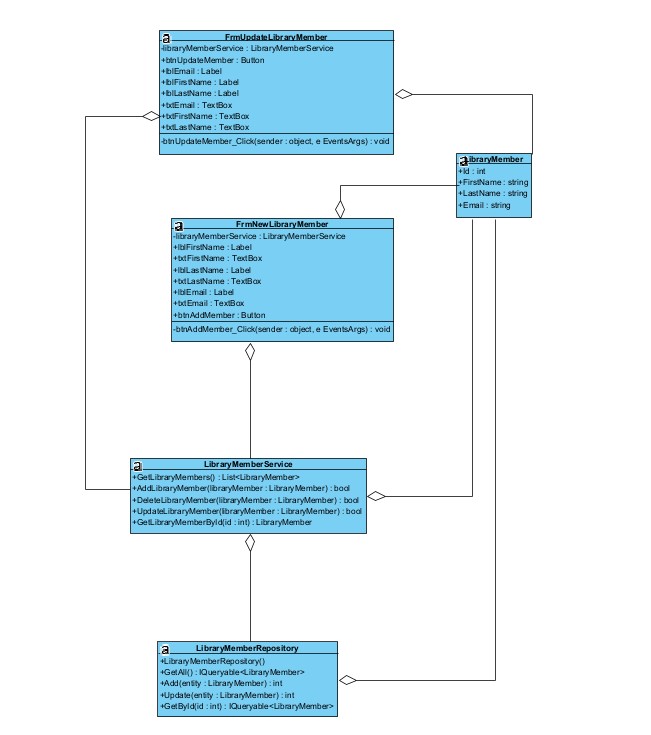 a
FrmUpdateLibraryMember
-libraryMemberService : LibraryMemberService
+btnUpdateMember : Button
+lblEmail : Label
+lblFirstName : Label
+lblLastName : Label
+txtEmail : TextBox
+txtFirstName : TextBox
+txtLastName : TextBox
-btnUpdateMember_Click(sender : object, e EventsArgs) : void
a
LibraryMember
+Id : int
+FirstName : string
+LastName : string
+Email : string
a
FrmNewLibraryMember
-libraryMemberService : LibraryMemberService
+lblFirstName : Label
+txtFirstName : TextBox
+lblLastName : Label
+txtLastName : TextBox
+lblEmail : Label
+txtEmail : TextBox
+btnAddMember : Button
-btnAddMember_Click(sender : object, e EventsArgs) : void
a
LibraryMemberService
+GetLibraryMembers() : List<LibraryMember>
+AddLibraryMember(libraryMember : LibraryMember) : bool
+DeleteLibraryMember(libraryMember : LibraryMember) : bool
+UpdateLibraryMember(libraryMember : LibraryMember) : bool
+GetLibraryMemberById(id : int) : LibraryMember
a
LibraryMemberRepository
+LibraryMemberRepository()
+GetAll() : IQueryable<LibraryMember>
+Add(entity : LibraryMember) : int
+Update(entity : LibraryMember) : int
+GetById(id : int) : IQueryable<LibraryMember>